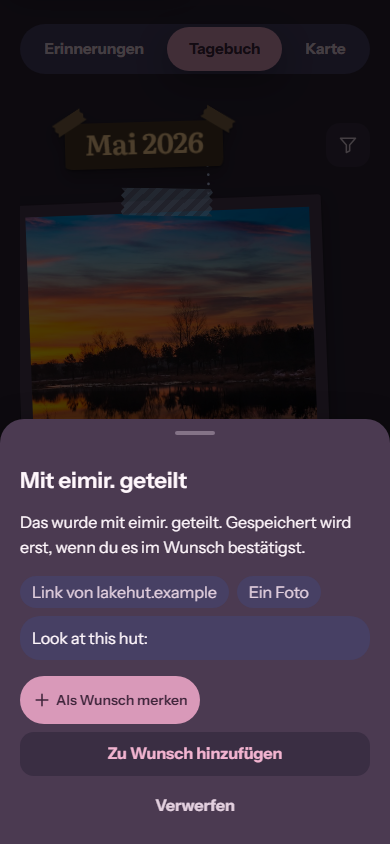 Erinnerungen Tagebuch Karte
Mai 2026
Mit eimir. geteilt
Das wurde mit eimir. geteilt. Gespeichert wird
erst, wenn du es im Wunsch bestätigst.
Link von lakehut.example Ein Foto
Look at this hut:
Als Wunsch merken
Zu Wunsch hinzufügen
Verwerfen